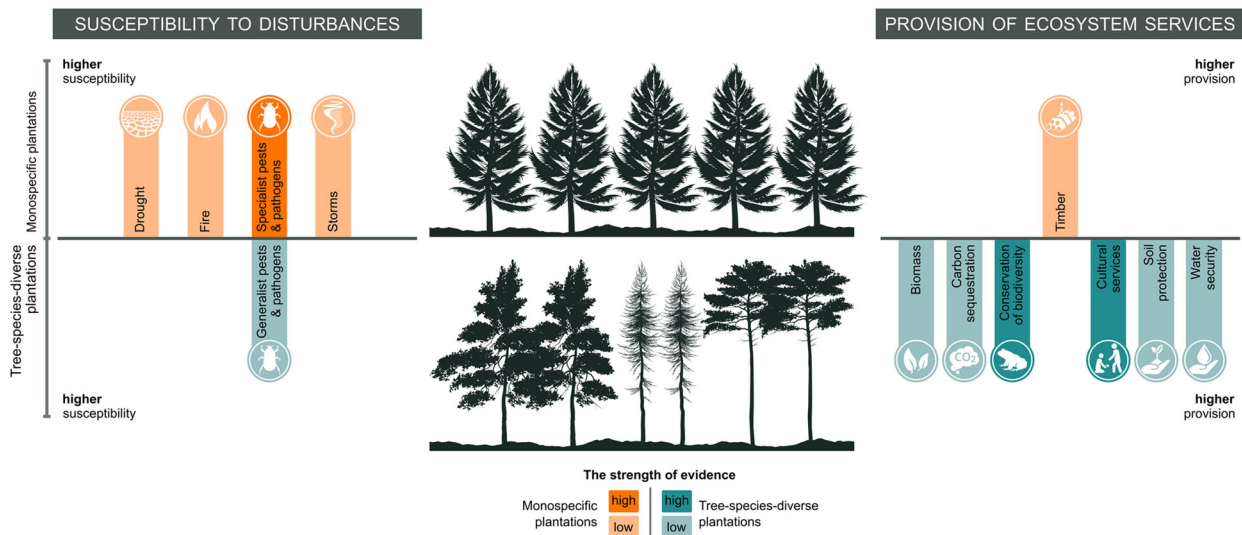 SUSCEPTIBILITY TO DISTURBANCES
PROVISION OF ECOSYSTEM SERVICES
Monospecific plantations
Tree-species-diverse
plantations
higher
susceptibility
Drought
Fire
Specialist pests
& pathogens
Storms
Generalist pests
& pathogens
higher
susceptibility
higher
provision
Timber
Biomass
Carbon
sequestration
CO2
Conservation
of biodiversity
Cultural
services
Soil
protection
Water
security
higher
provision
The strength of evidence
Monospecific
plantations
high
low
high
low
Tree-species-diverse
plantations